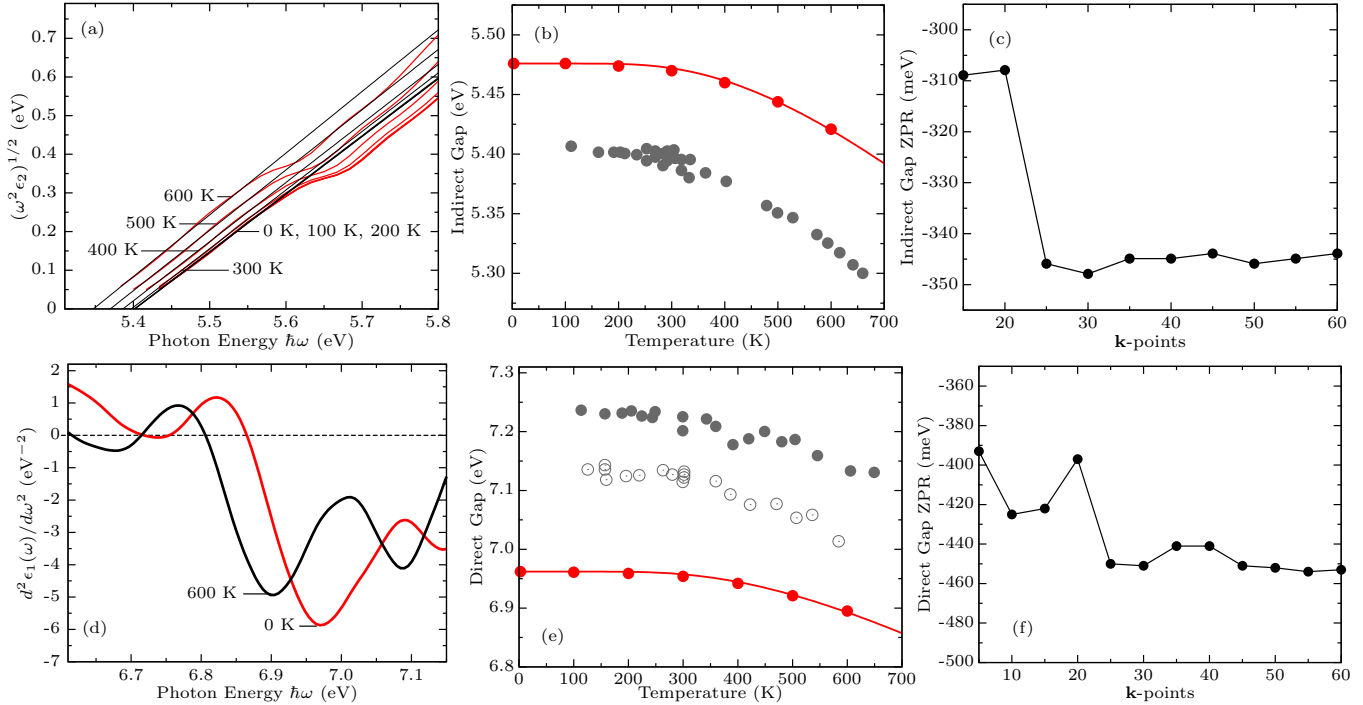 (a)
(ω²ϵ₂)^1/2 (eV)
0.7
0.6
0.5
0.4
0.3
0.2
0.1
0
600 K
500 K
400 K
300 K
0 K, 100 K, 200 K
5.4 5.5 5.6 5.7 5.8
Photon Energy ℏω (eV)
(b)
Indirect Gap (eV)
5.50
5.45
5.40
5.35
5.30
0 100 200 300 400 500 600 700
Temperature (K)
(c)
Indirect Gap ZPR (meV)
-300
-310
-320
-330
-340
-350
20 30 40 50 60
k-points
(d)
d²ϵ₁(ω)/dω² (eV⁻²)
2
1
0
-1
-2
-3
-4
-5
-6
-7
600 K
0 K
6.7 6.8 6.9 7.0 7.1
Photon Energy ℏω (eV)
(e)
Direct Gap (eV)
7.3
7.2
7.1
7.0
6.9
6.8
0 100 200 300 400 500 600 700
Temperature (K)
(f)
Direct Gap ZPR (meV)
-360
-380
-400
-420
-440
-460
-480
-500
10 20 30 40 50 60
k-points